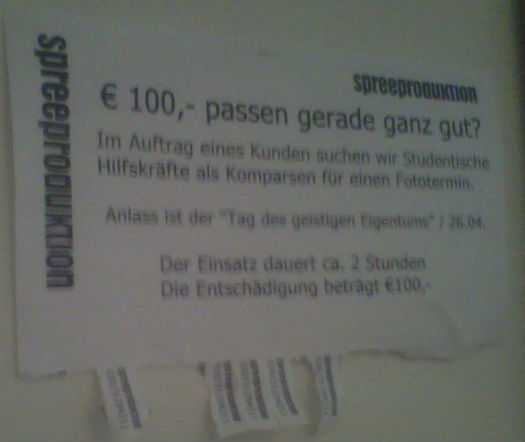 spreeproduktion
spreeproduktion
€ 100,- passen gerade ganz gut?
Im Auftrag eines Kunden suchen wir Studentische
Hilfskräfte als Komparsen für einen Fototermin.
Anlass ist der "Tag des geistigen Eigentums" / 26.04.
Der Einsatz dauert ca. 2 Stunden
Die Entschädigung beträgt €100,-